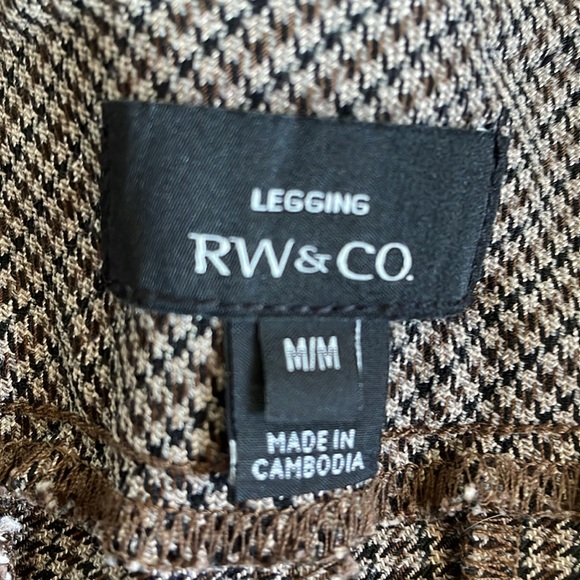 LEGGING
RW&CO.
M/M
MADE IN
CAMBODIA